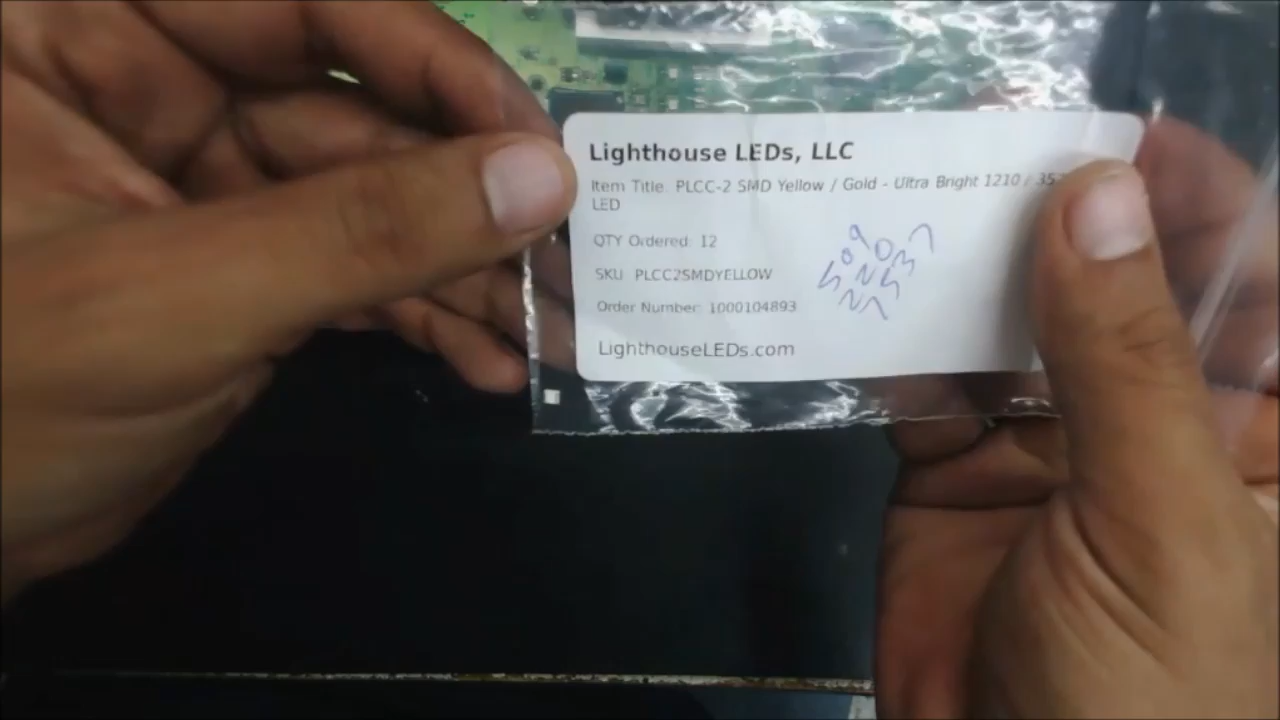 Lighthouse LEDs, LLC
Item Title: PLCC-2 SMD Yellow / Gold - Ultra Bright 1210 /
LED
QTY Ordered: 12
SKU: PLCC2SMDYELLOW
Order Number: 1000104893
LighthouseLEDs.com